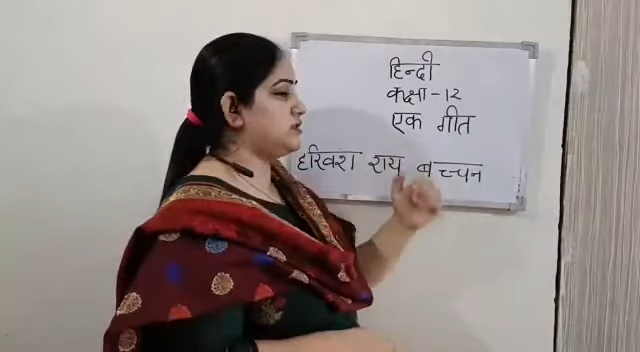 हिन्दी
कक्षा - 12
एक गीत
हरिवंश राय बच्चन